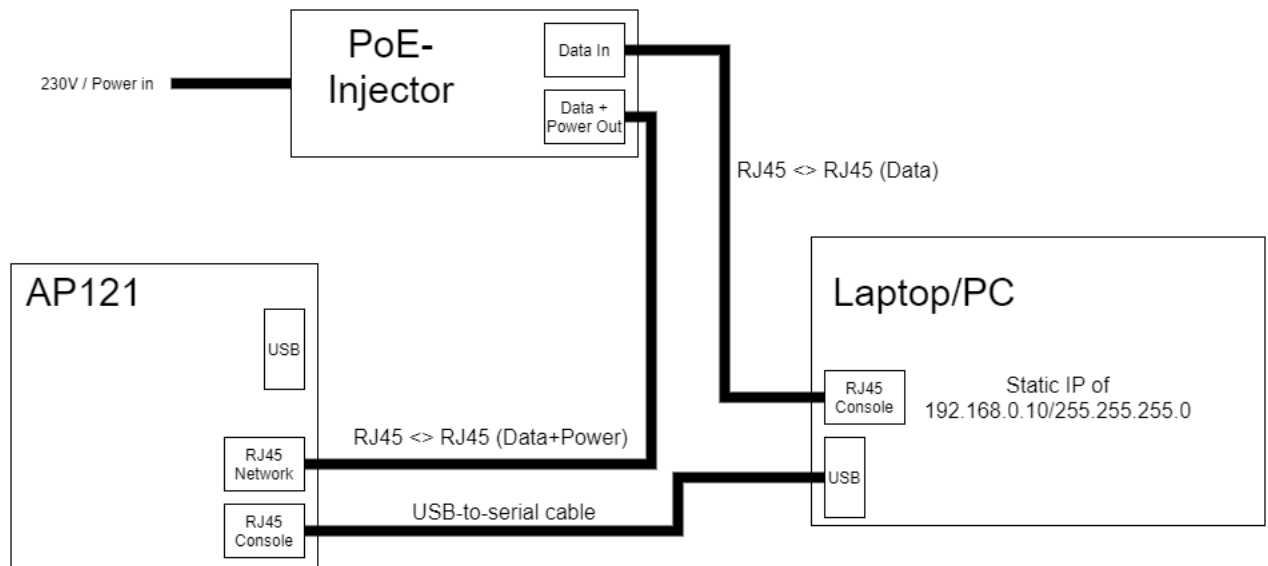 PoE-
Injector
Data In
Data +
Power Out
230V / Power in
RJ45 <> RJ45 (Data)
AP121
USB
RJ45
Network
RJ45
Console
RJ45 <> RJ45 (Data+Power)
USB-to-serial cable
Laptop/PC
RJ45
Console
Static IP of
192.168.0.10/255.255.255.0
USB